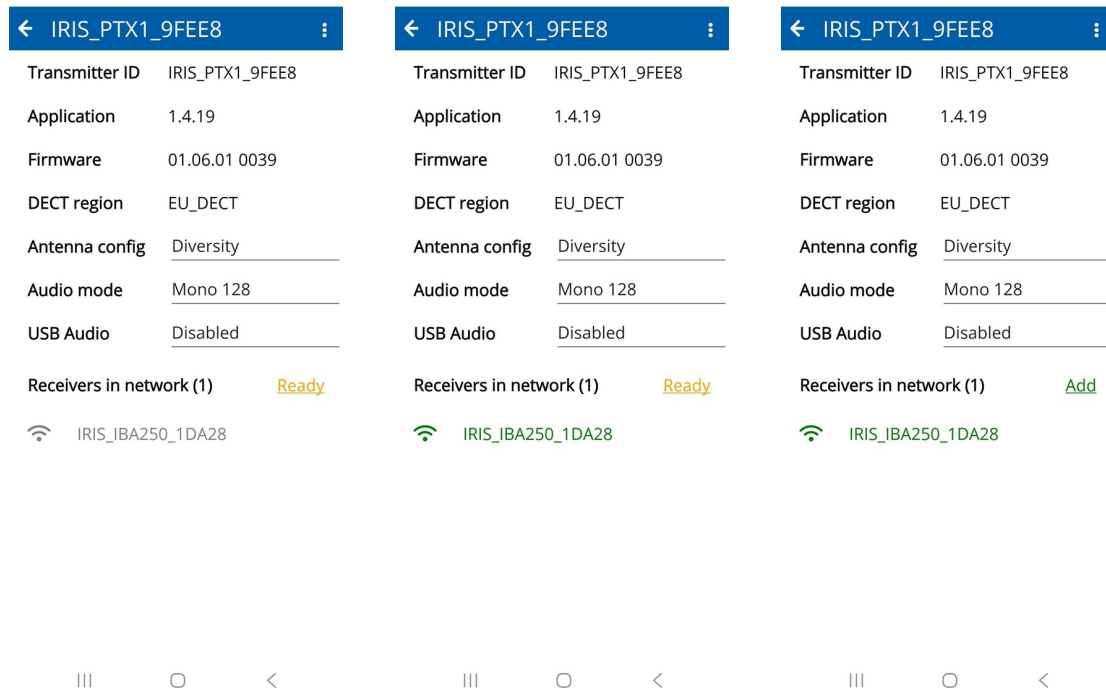 IRIS_PTX1_9FEE8
Transmitter ID IRIS_PTX1_9FEE8
Application 1.4.19
Firmware 01.06.01 0039
DECT region EU_DECT
Antenna config Diversity
Audio mode Mono 128
USB Audio Disabled
Receivers in network (1) Ready
IRIS_IBA250_1DA28
IRIS_PTX1_9FEE8
Transmitter ID IRIS_PTX1_9FEE8
Application 1.4.19
Firmware 01.06.01 0039
DECT region EU_DECT
Antenna config Diversity
Audio mode Mono 128
USB Audio Disabled
Receivers in network (1) Ready
IRIS_IBA250_1DA28
IRIS_PTX1_9FEE8
Transmitter ID IRIS_PTX1_9FEE8
Application 1.4.19
Firmware 01.06.01 0039
DECT region EU_DECT
Antenna config Diversity
Audio mode Mono 128
USB Audio Disabled
Receivers in network (1) Add
IRIS_IBA250_1DA28